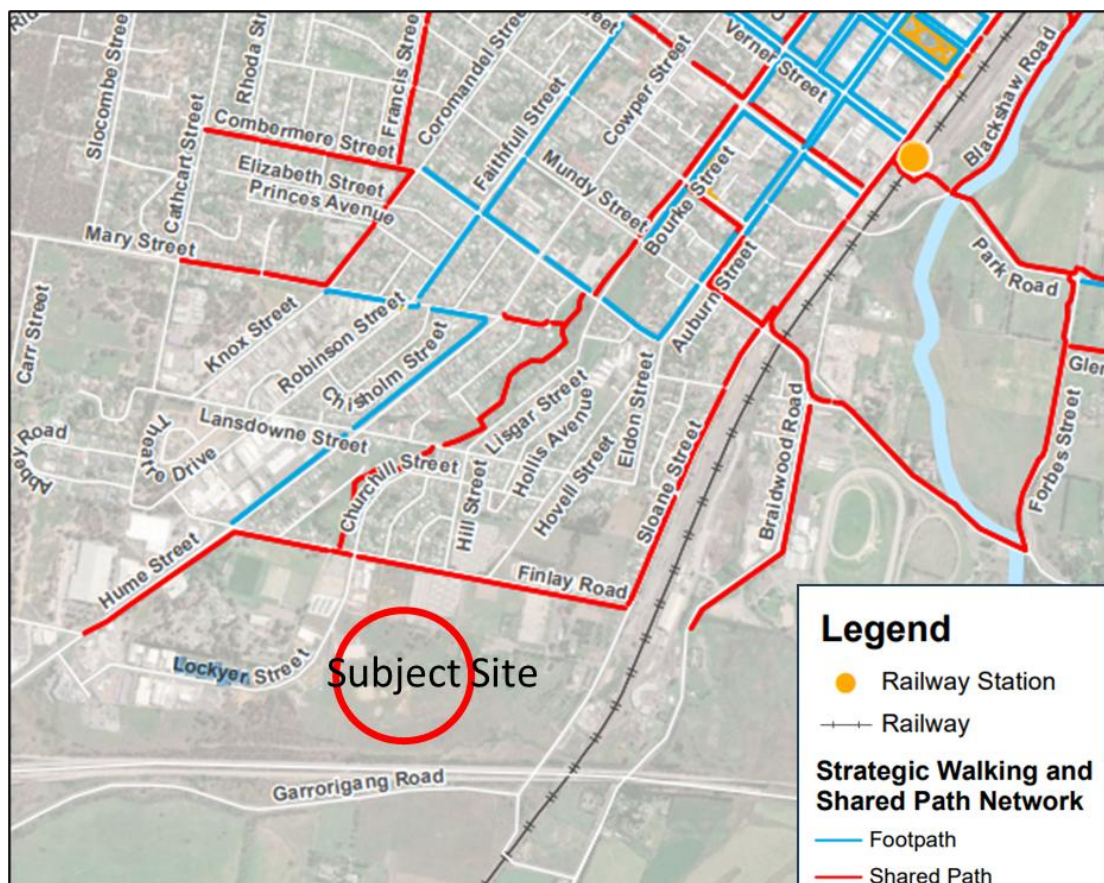 Slocombe Street
Rhoda Street
Francis Street
Coromandel Street
Faithfull Street
Cowper Street
Verner Street
Blackshaw Road
Cathcart Street
Combermere Street
Elizabeth Street
Princes Avenue
Mundy Street
Bourke Street
Mary Street
Auburn Street
Park Road
Carr Street
Knox Street
Robinson Street
Chisholm Street
Lansdowne Street
Lisgar Street
Hollis Avenue
Eldon Street
Glen
Forbes Street
Abbey Road
Theatre Drive
Churchill Street
Hill Street
Hovell Street
Sloane Street
Braidwood Road
Hume Street
Finlay Road
Lockyer Street
Subject Site
Garrorigang Road
Legend
Railway Station
Railway
Strategic Walking and
Shared Path Network
Footpath
Shared Path